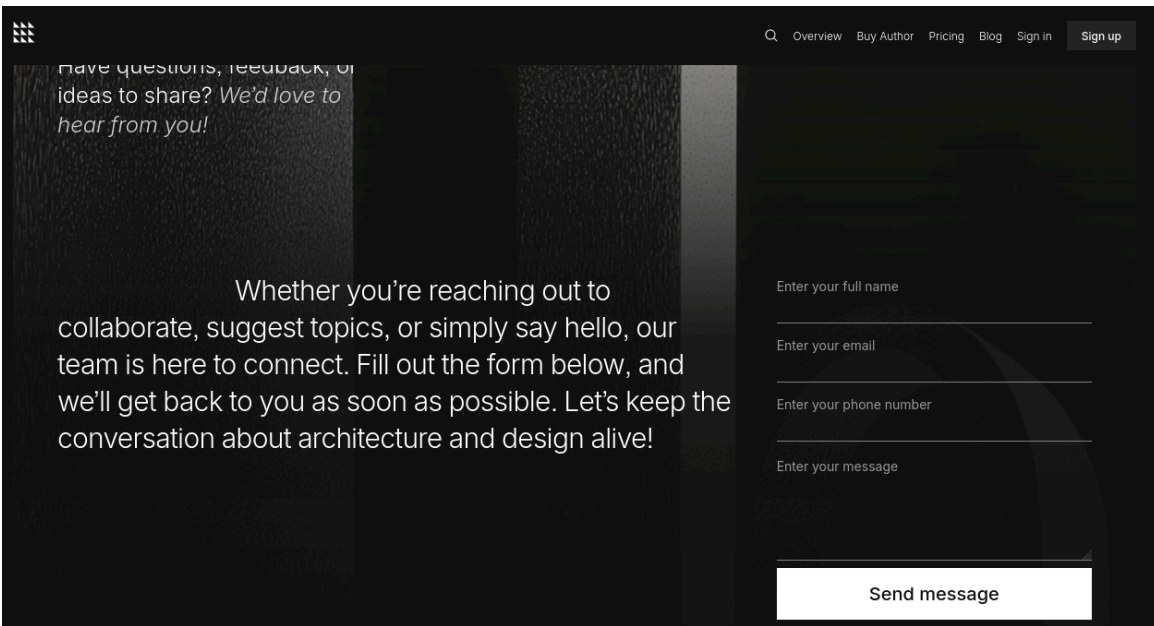 Overview Buy Author Pricing Blog Sign in Sign up
Have questions, feedback, or
ideas to share? We'd love to
hear from you!
Whether you're reaching out to
collaborate, suggest topics, or simply say hello, our
team is here to connect. Fill out the form below, and
we'll get back to you as soon as possible. Let's keep the
conversation about architecture and design alive!
Enter your full name
Enter your email
Enter your phone number
Enter your message
Send message